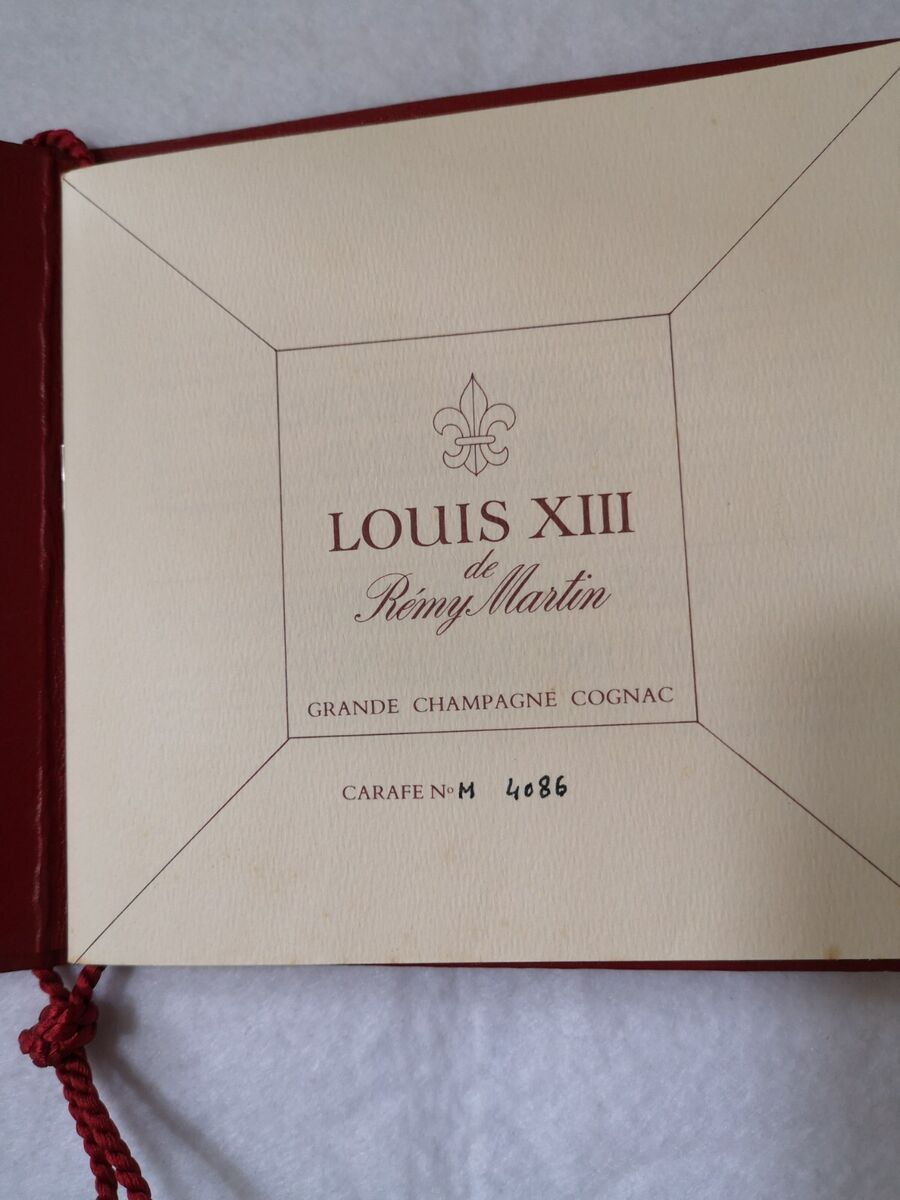 LOUIS XIII
de
Rémy Martin
GRANDE CHAMPAGNE COGNAC
CARAFE Nº M 4086